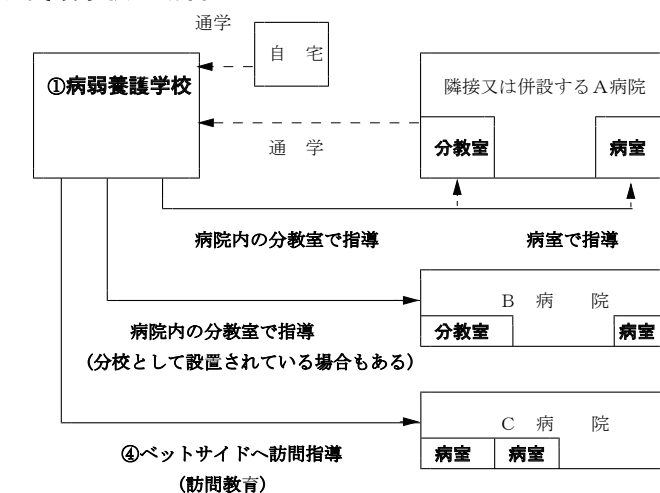 通学
自 宅
①病弱養護学校
隣接又は併設するA病院
通 学
分教室
病室
病院内の分教室で指導
病室で指導
B 病 院
病院内の分教室で指導
分教室
病室
(分校として設置されている場合もある)
C 病 院
④ベットサイドへ訪問指導
病室
病室
(訪問教育)